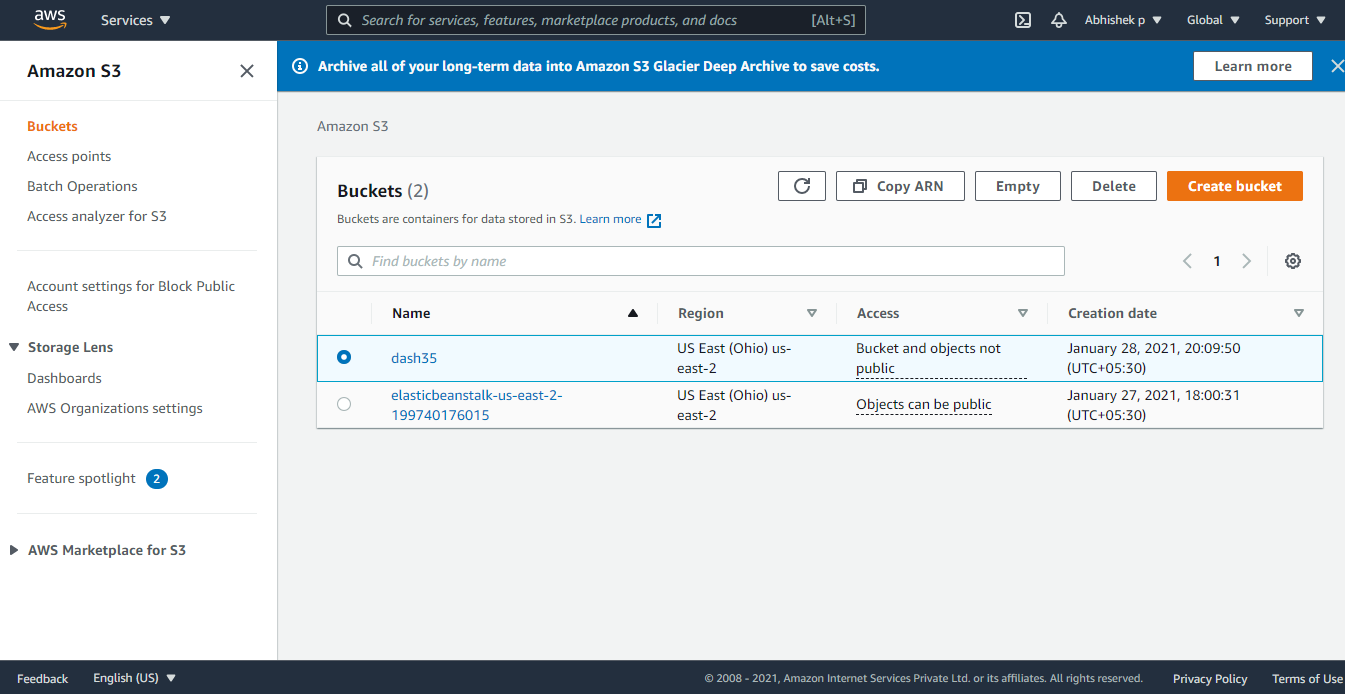 aws Services Search for services, features, marketplace products, and docs [Alt+S] Abhishek p Global Support
Amazon S3
Archive all of your long-term data into Amazon S3 Glacier Deep Archive to save costs. Learn more
Buckets
Access points
Batch Operations
Access analyzer for S3
Account settings for Block Public
Access
Storage Lens
Dashboards
AWS Organizations settings
Feature spotlight 2
AWS Marketplace for S3
Amazon S3
Buckets (2) Copy ARN Empty Delete Create bucket
Buckets are containers for data stored in S3. Learn more
Find buckets by name 1
Name Region Access Creation date
dash35 US East (Ohio) us-
east-2 Bucket and objects not
public January 28, 2021, 20:09:50
(UTC+05:30)
elasticbeanstalk-us-east-2-
199740176015 US East (Ohio) us-
east-2 Objects can be public January 27, 2021, 18:00:31
(UTC+05:30)
Feedback English (US) © 2008 - 2021, Amazon Internet Services Private Ltd. or its affiliates. All rights reserved. Privacy Policy Terms of Use